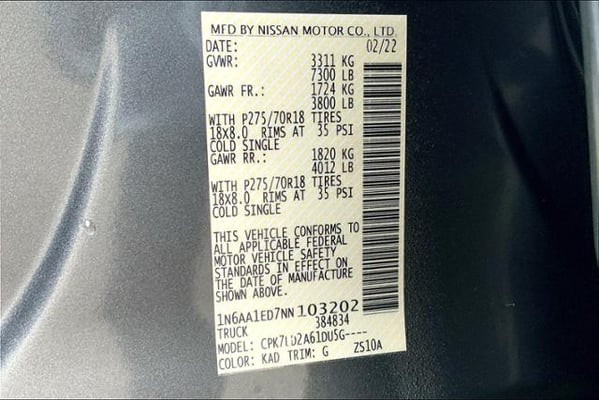 MFD BY NISSAN MOTOR CO., LTD.
DATE: 02/22
GVWR: 3311 KG
7300 LB
GAWR FR.: 1724 KG
3800 LB
WITH P275/70R18 TIRES
18x8.0 RIMS AT 35 PSI
COLD SINGLE
GAWR RR.: 1820 KG
4012 LB
WITH P275/70R18 TIRES
18x8.0 RIMS AT 35 PSI
COLD SINGLE
THIS VEHICLE CONFORMS TO
ALL APPLICABLE FEDERAL
MOTOR VEHICLE SAFETY
STANDARDS IN EFFECT ON
THE DATE OF MANUFACTURE
SHOWN ABOVE.
1N6AA1ED7NN103202
TRUCK 384834
MODEL: CPK7LD2A61DU5G----
COLOR: KAD TRIM: G ZS10A